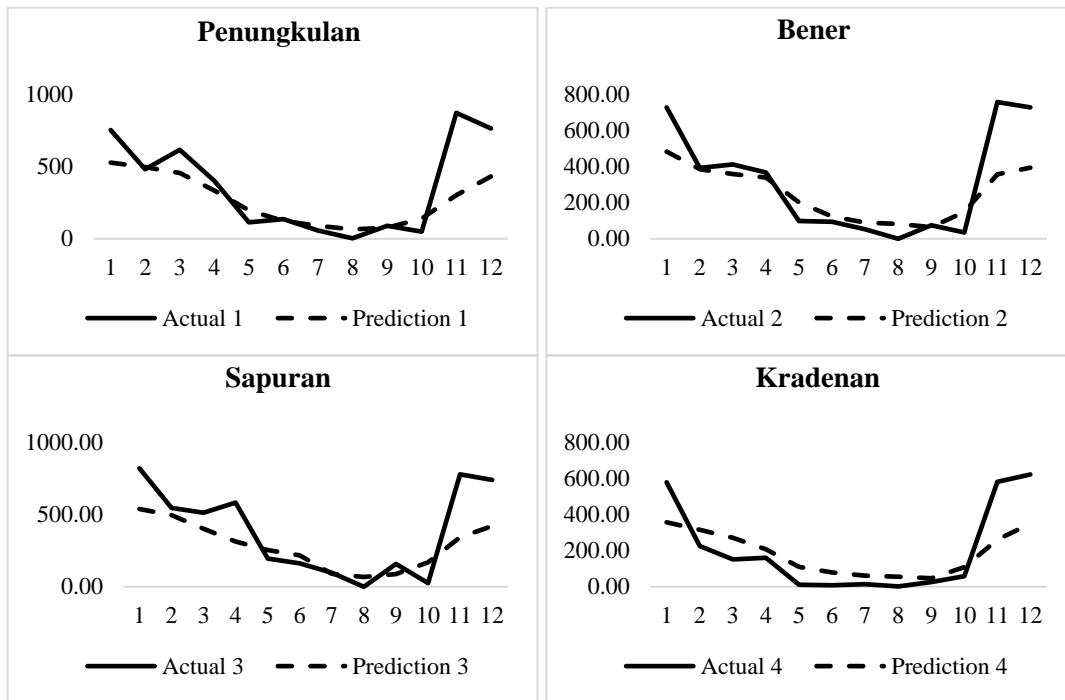 Penungkulan
1000
500
0
1 2 3 4 5 6 7 8 9 10 11 12
Actual 1 Prediction 1
Bener
800.00
600.00
400.00
200.00
0.00
1 2 3 4 5 6 7 8 9 10 11 12
Actual 2 Prediction 2
Sapuran
1000.00
500.00
0.00
1 2 3 4 5 6 7 8 9 10 11 12
Actual 3 Prediction 3
Kradenan
800.00
600.00
400.00
200.00
0.00
1 2 3 4 5 6 7 8 9 10 11 12
Actual 4 Prediction 4